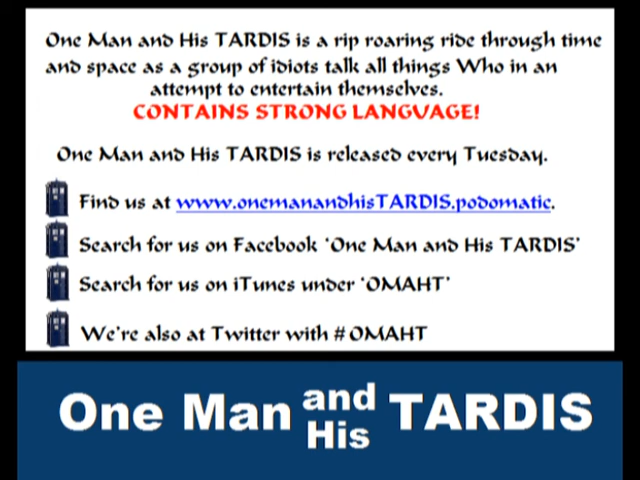 One Man and His TARDIS is a rip roaring ride through time
and space as a group of idiots talk all things Who in an
attempt to entertain themselves.
CONTAINS STRONG LANGUAGE!
One Man and His TARDIS is released every Tuesday.
Find us at www.onemanandhisTARDIS.podomatic.
Search for us on Facebook 'One Man and His TARDIS'
Search for us on iTunes under 'OMAHT'
We're also at Twitter with #OMAHT
One Man and His TARDIS